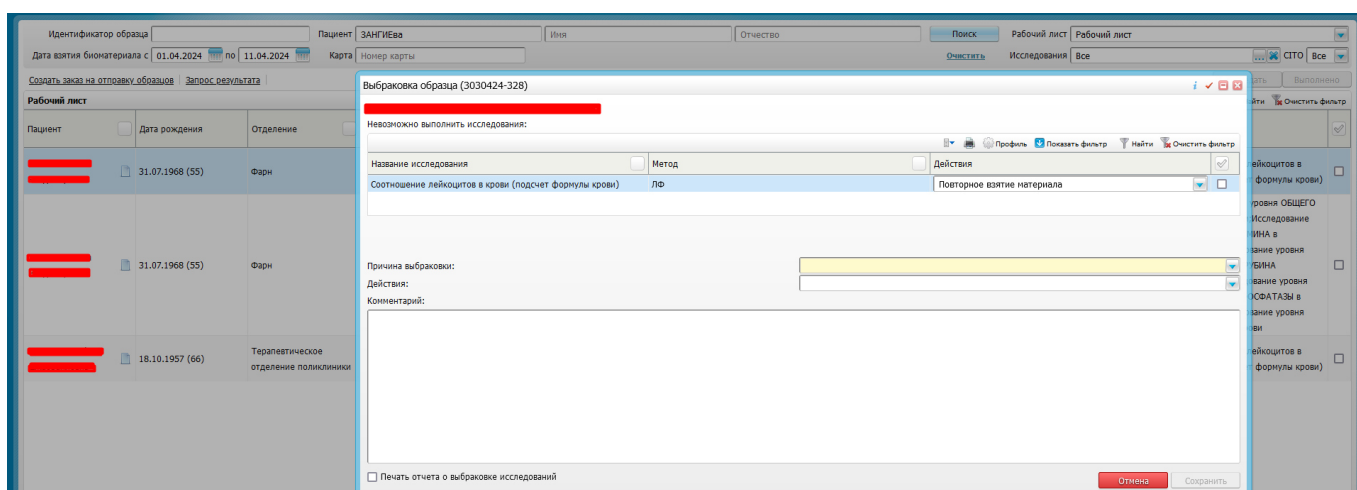 Идентификатор образца Пациент ЗАНГИЕва Имя Отчество Поиск Рабочий лист Рабочий лист
Дата взятия биоматериала с 01.04.2024 по 11.04.2024 Карта Номер карты Очистить Исследования Все ... CITO Все
Создать заказ на отправку образцов Запрос результата Выполнено
Выбраковка образца (3030424-328)
Рабочий лист Очистить фильтр
Невозможно выполнить исследования:
Пациент Дата рождения Отделение
Профиль Показать фильтр Найти Очистить фильтр
Название исследования Метод Действия
31.07.1968 (55) Фарн
Соотношение лейкоцитов в крови (подсчет формулы крови) ЛФ Повторное взятие материала
ейкоцитов в
формулы крови)
уровня ОБЩЕГО
Исследование
МИНА в
вание уровня
31.07.1968 (55) Фарн
Причина выбраковки:
УБИНА
Действия:
вание уровня
ОСФАТАЗЫ в
Комментарий:
вание уровня
ови
18.10.1957 (66) Терапевтическое
отделение поликлиники
ейкоцитов в
формулы крови)
Печать отчета о выбраковке исследований Отмена Сохранить